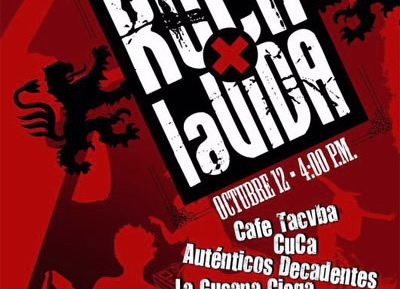 laVIDA
OCTUBRE 12 - 4:00 P.M.
Cafe Tacvba
CuCa
Auténticos Decadentes
La Gusana Ciega